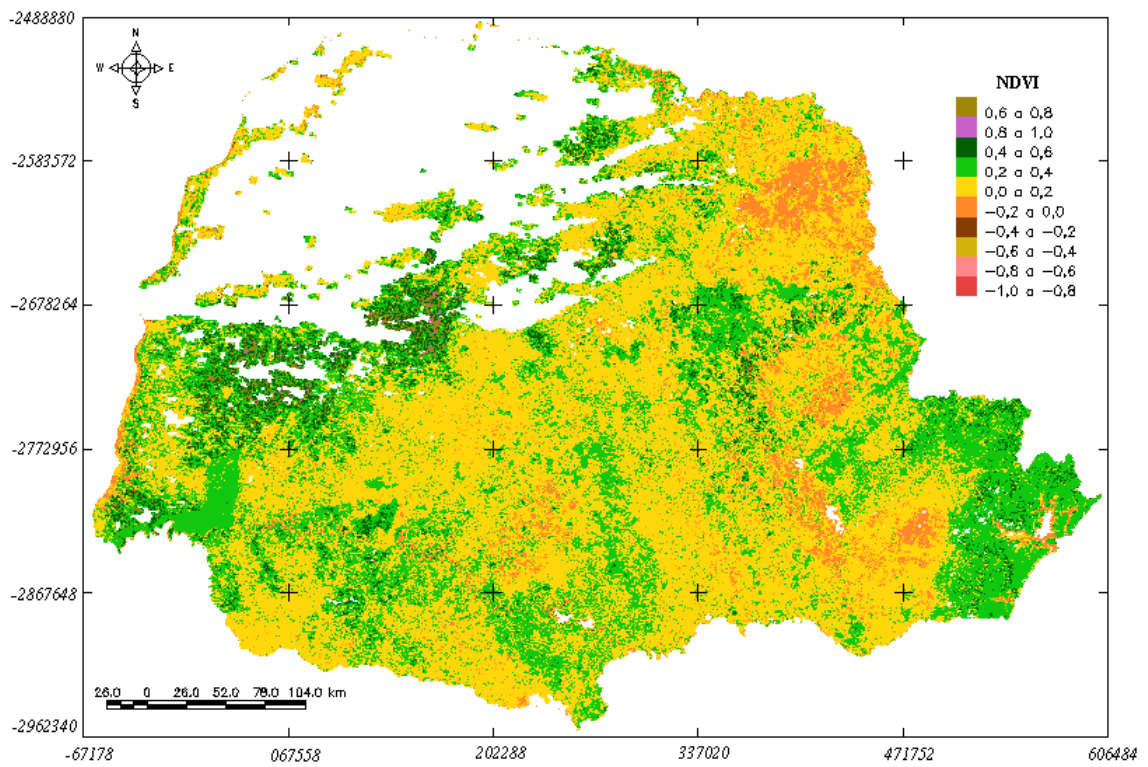 -2488880
N
W E
S
NDVI
0,6 a 0,8
0,8 a 1,0
0,4 a 0,6
0,2 a 0,4
0,0 a 0,2
-0,2 a 0,0
-0,4 a -0,2
-0,6 a -0,4
-0,8 a -0,6
-1,0 a -0,8
-2583572
-2678264
-2772956
-2867648
26.0 0 26.0 52.0 78.0 104.0 km
-2962340
-67178 067558 202288 337020 471752 606484